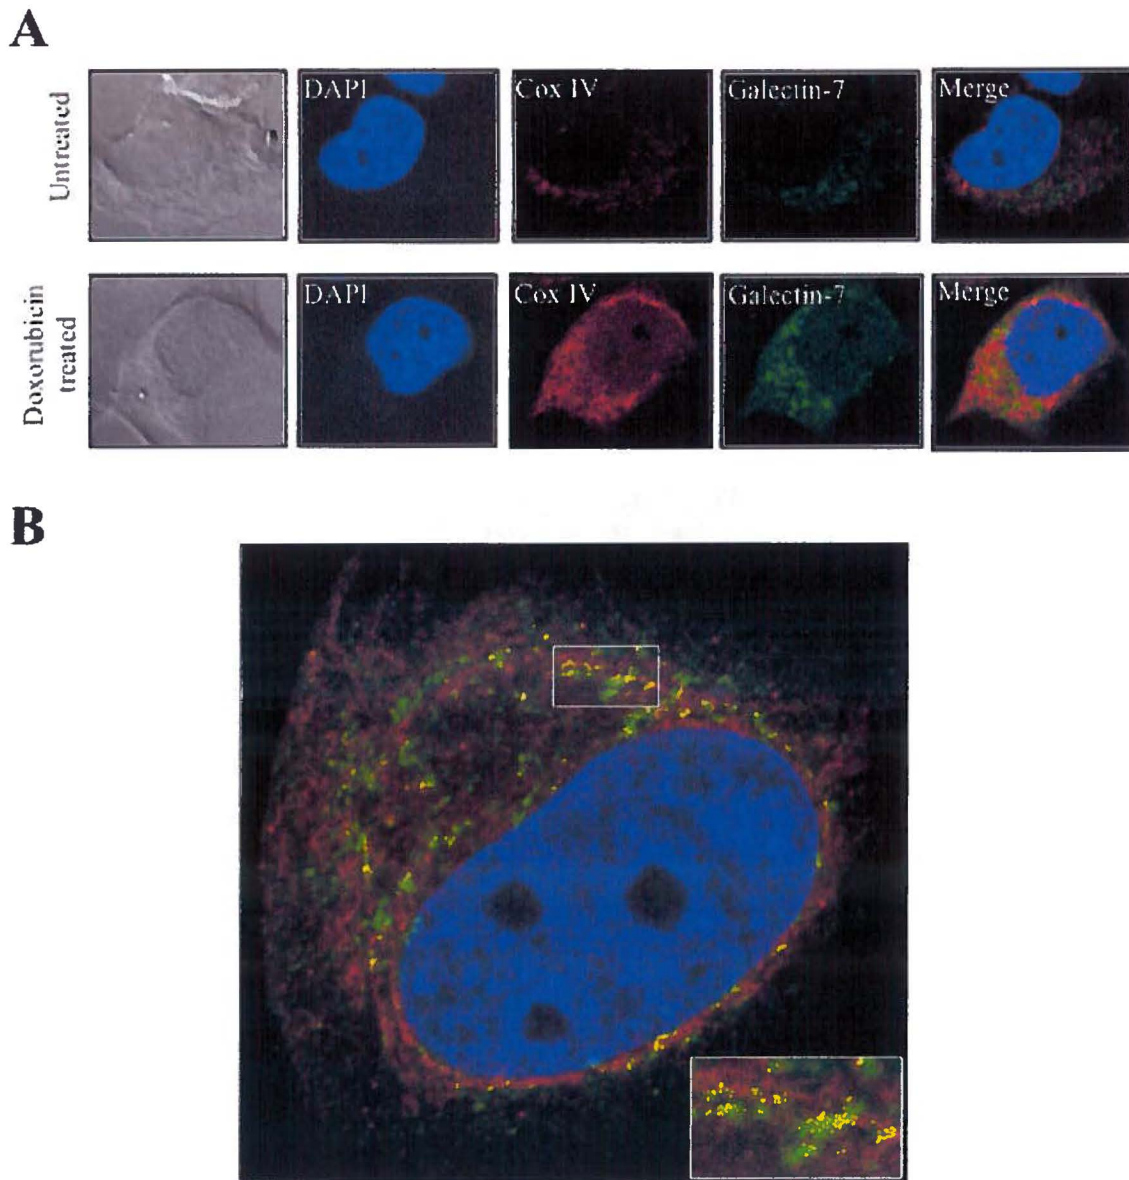 A
Untreated
DAPI
Cox IV
Galectin-7
Merge
Doxorubicin
treated
DAPI
Cox IV
Galectin-7
Merge
B